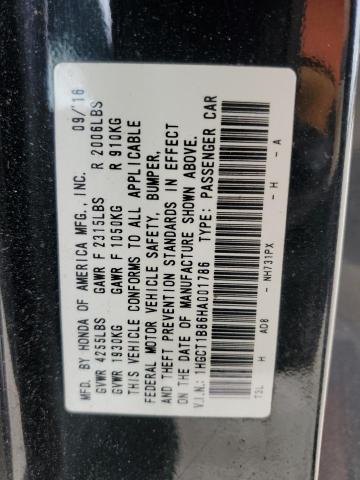 MFD. BY HONDA OF AMERICA MFG., INC. 09/'16
GVWR 4255LBS GAWR F 2315LBS R 2006LBS
GVWR 1930KG GAWR F 1050KG R 910KG
THIS VEHICLE CONFORMS TO ALL APPLICABLE
FEDERAL MOTOR VEHICLE SAFETY, BUMPER,
AND THEFT PREVENTION STANDARDS IN EFFECT
ON THE DATE OF MANUFACTURE SHOWN ABOVE.
V.I.N.: 1HGCT1B86HA001786 TYPE: PASSENGER CAR
T3L H AD8 - NH731PX - H - A